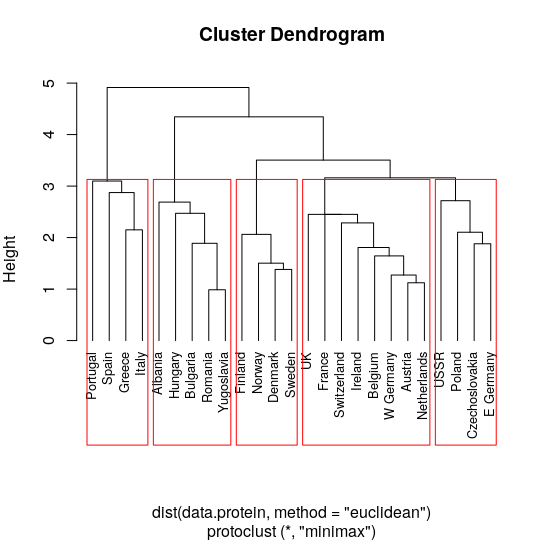 Cluster Dendrogram
Height
5
4
3
2
1
0
Portugal
Spain
Greece
Italy
Albania
Hungary
Bulgaria
Romania
Yugoslavia
Finland
Norway
Denmark
Sweden
UK
France
Switzerland
Ireland
Belgium
W Germany
Austria
Netherlands
USSR
Poland
Czechoslovakia
E Germany
dist(data.protein, method = "euclidean")
protoclust (*, "minimax")